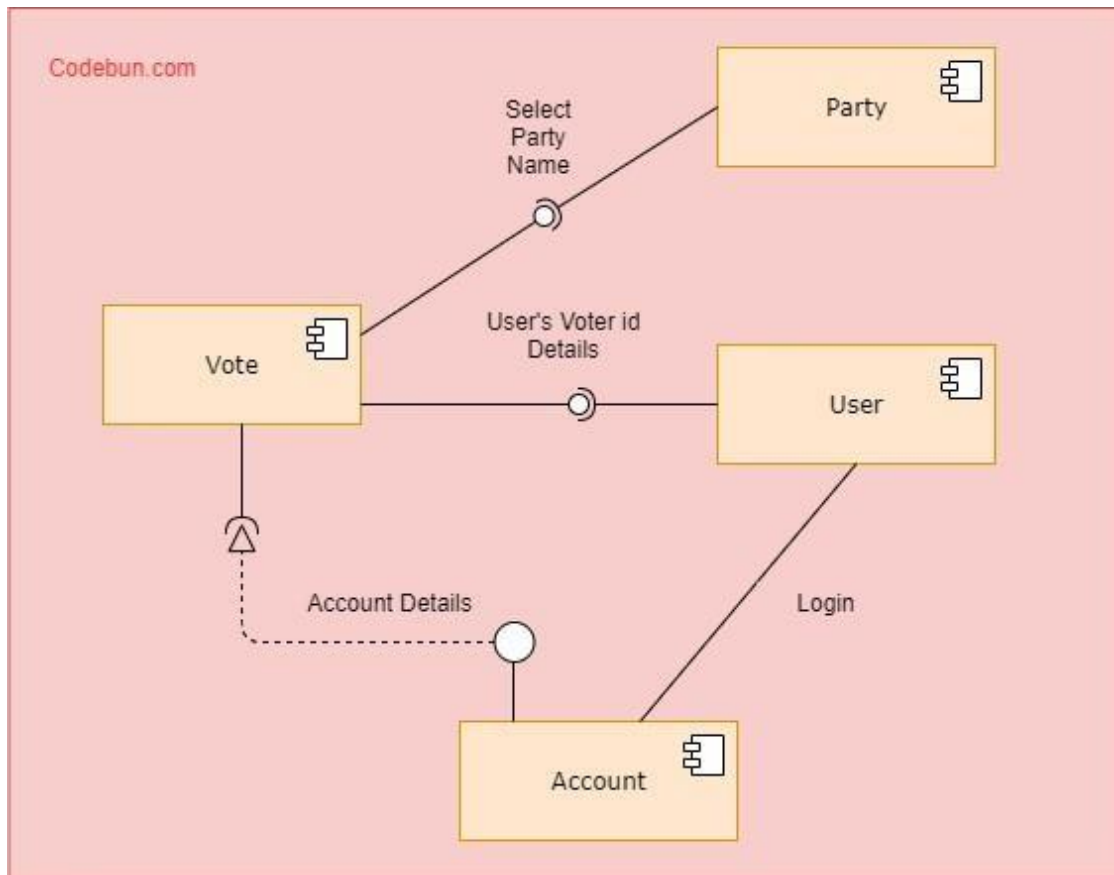 Codebun.com
Party
Select
Party
Name
Vote
User's Voter id
Details
User
Account Details
Login
Account